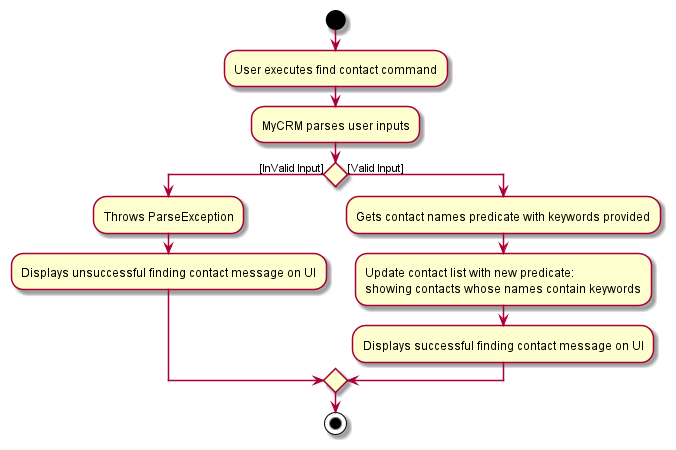 User executes find contact command
MyCRM parses user inputs
[InValid Input]
[Valid Input]
Throws ParseException
Displays unsuccessful finding contact message on UI
Gets contact names predicate with keywords provided
Update contact list with new predicate:
showing contacts whose names contain keywords
Displays successful finding contact message on UI